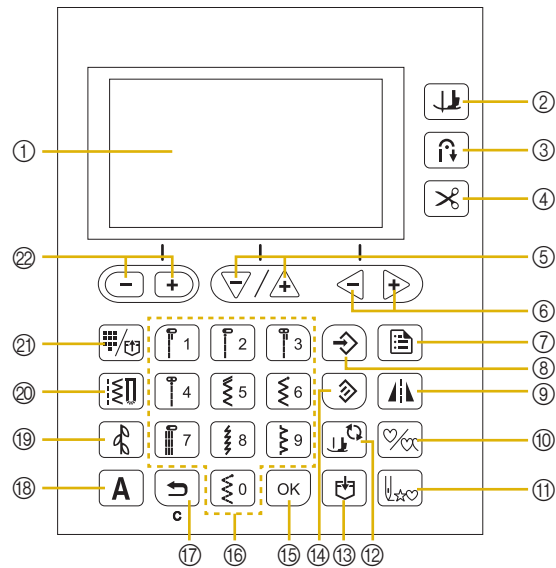 ①
②
③
④
㉒
− +
− / +
− +
⑤
⑥
㉑
1 2 3
⑦
⑧
⑳
4 5 6
⑨
⑲
7 8 9
⑩
⑱
A
C
0
OK
⑪
⑰ ⑯ ⑮ ⑭ ⑬ ⑫